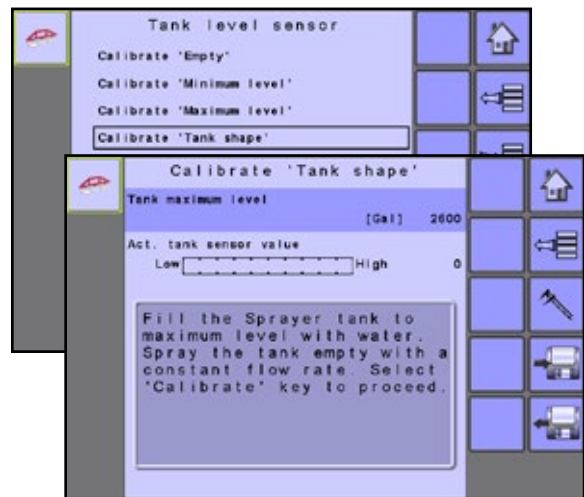 Tank level sensor
Calibrate 'Empty'
Calibrate 'Minimum level'
Calibrate 'Maximum level'
Calibrate 'Tank shape'
Calibrate 'Tank shape'
Tank maximum level
[Gal] 2600
Act. tank sensor value
Low High 0
Fill the Sprayer tank to
maximum level with water.
Spray the tank empty with a
constant flow rate. Select
'Calibrate' key to proceed.